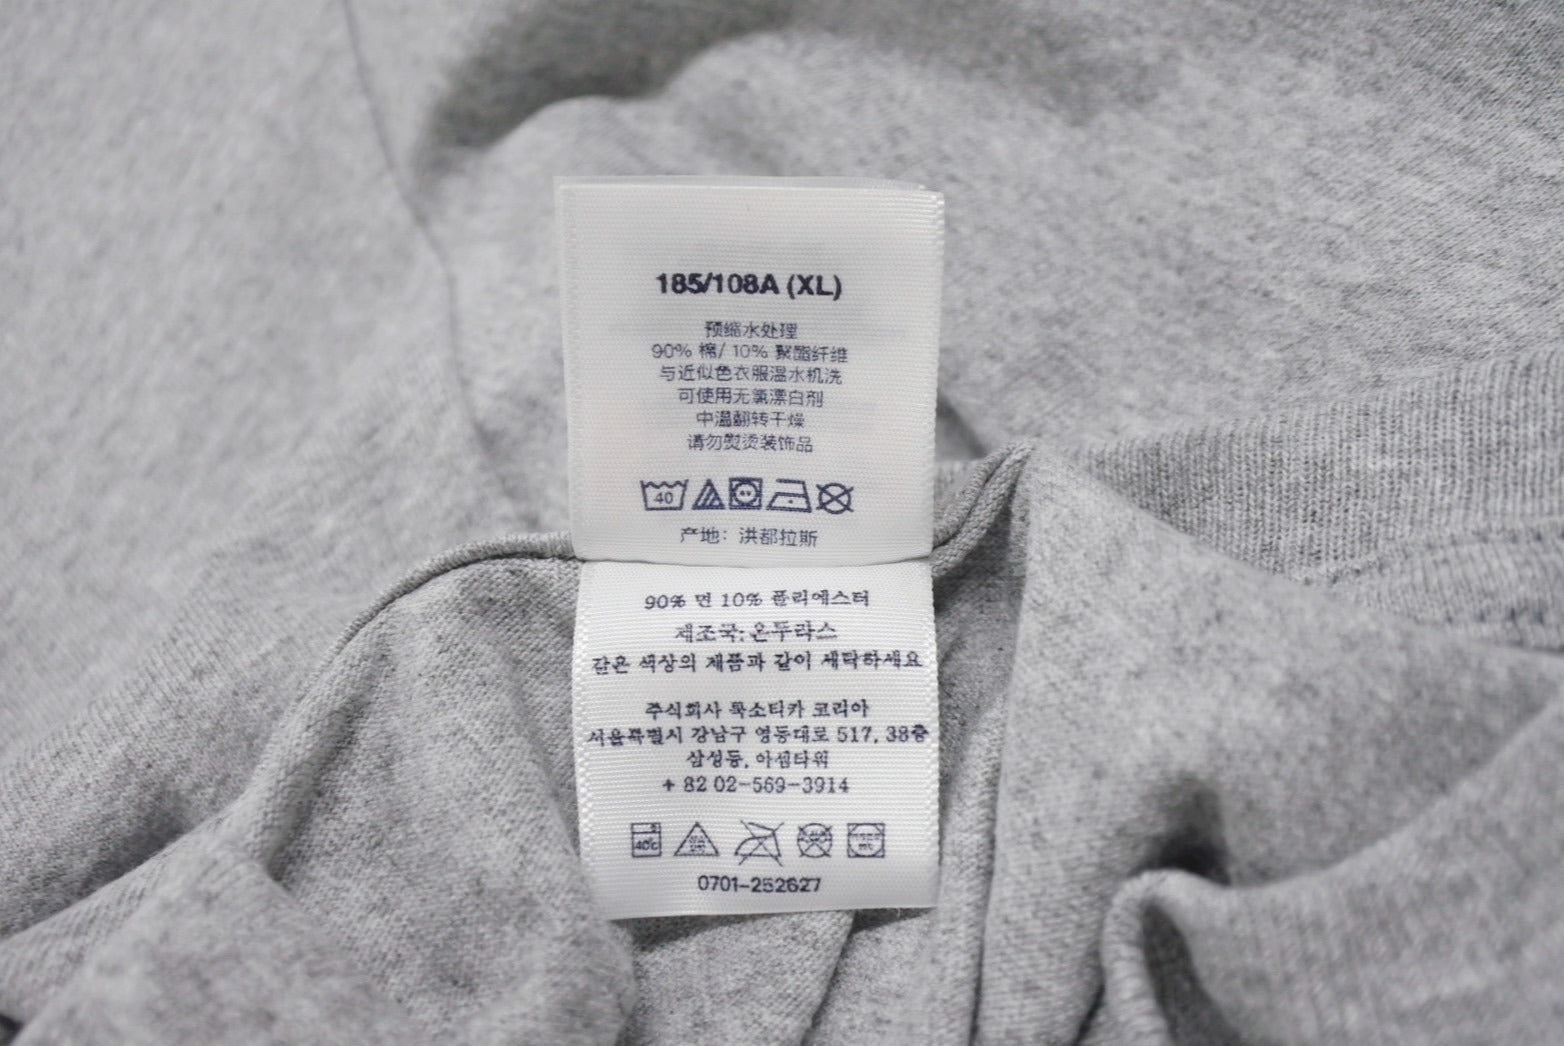 185/108A (XL)
预缩水处理
90% 棉/ 10% 聚酯纤维
与近似色衣服温水机洗
可使用无氯漂白剂
中温翻转干燥
请勿熨烫装饰品
40
产地：洪都拉斯
90% 면 10% 폴리에스터
제조국: 온두라스
같은 색상의 제품과 같이 세탁하세요
주식회사 목소티카 코리아
서울특별시 강남구 영동대로 517, 38층
삼성동, 아셈타워
+ 82 02-569-3914
40℃
0701-252627